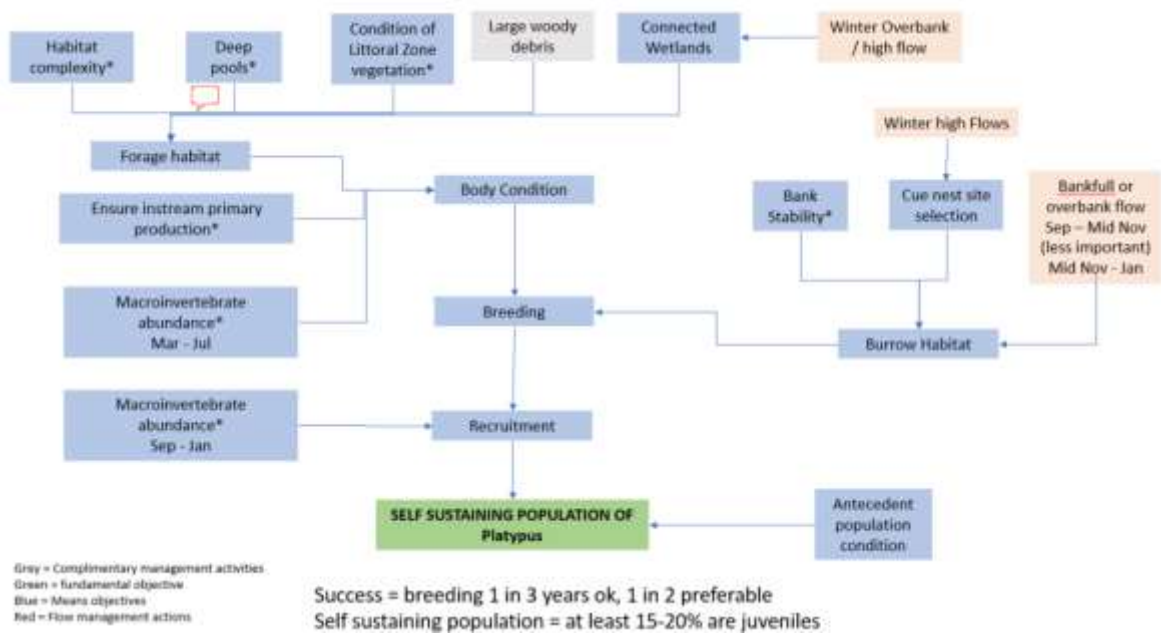 Habitat
complexity*
Deep
pools*
Condition of
Littoral Zone
vegetation*
Large woody
debris
Connected
Wetlands
Winter Overbank
/ high flow
Winter high Flows
Forage habitat
Body Condition
Bank
Stability*
Cue nest site
selection
Bankfull or
overbank flow
Sep – Mid Nov
(less important)
Mid Nov - Jan
Ensure instream primary
production*
Macroinvertebrate
abundance*
Mar - Jul
Breeding
Burrow Habitat
Macroinvertebrate
abundance*
Sep - Jan
Recruitment
SELF SUSTAINING POPULATION OF
Platypus
Antecedent
population
condition
Grey = Complimentary management activities
Green = fundamental objective
Blue = Means objectives
Red = Flow management actions
Success = breeding 1 in 3 years ok, 1 in 2 preferable
Self sustaining population = at least 15-20% are juveniles